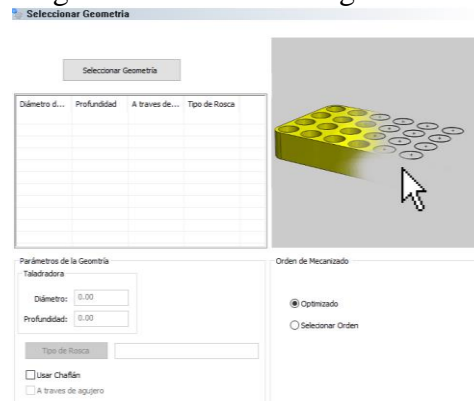 Seleccionar Geometría
Seleccionar Geometría
Diámetro d... Profundidad A traves de... Tipo de Rosca
Parámetros de la Geomtría
Taladradora
Diámetro: 0.00
Profundidad: 0.00
Tipo de Rosca
Usar Chaflán
A traves de agujero
Orden de Mecanizado
Optimizado
Selecionar Orden